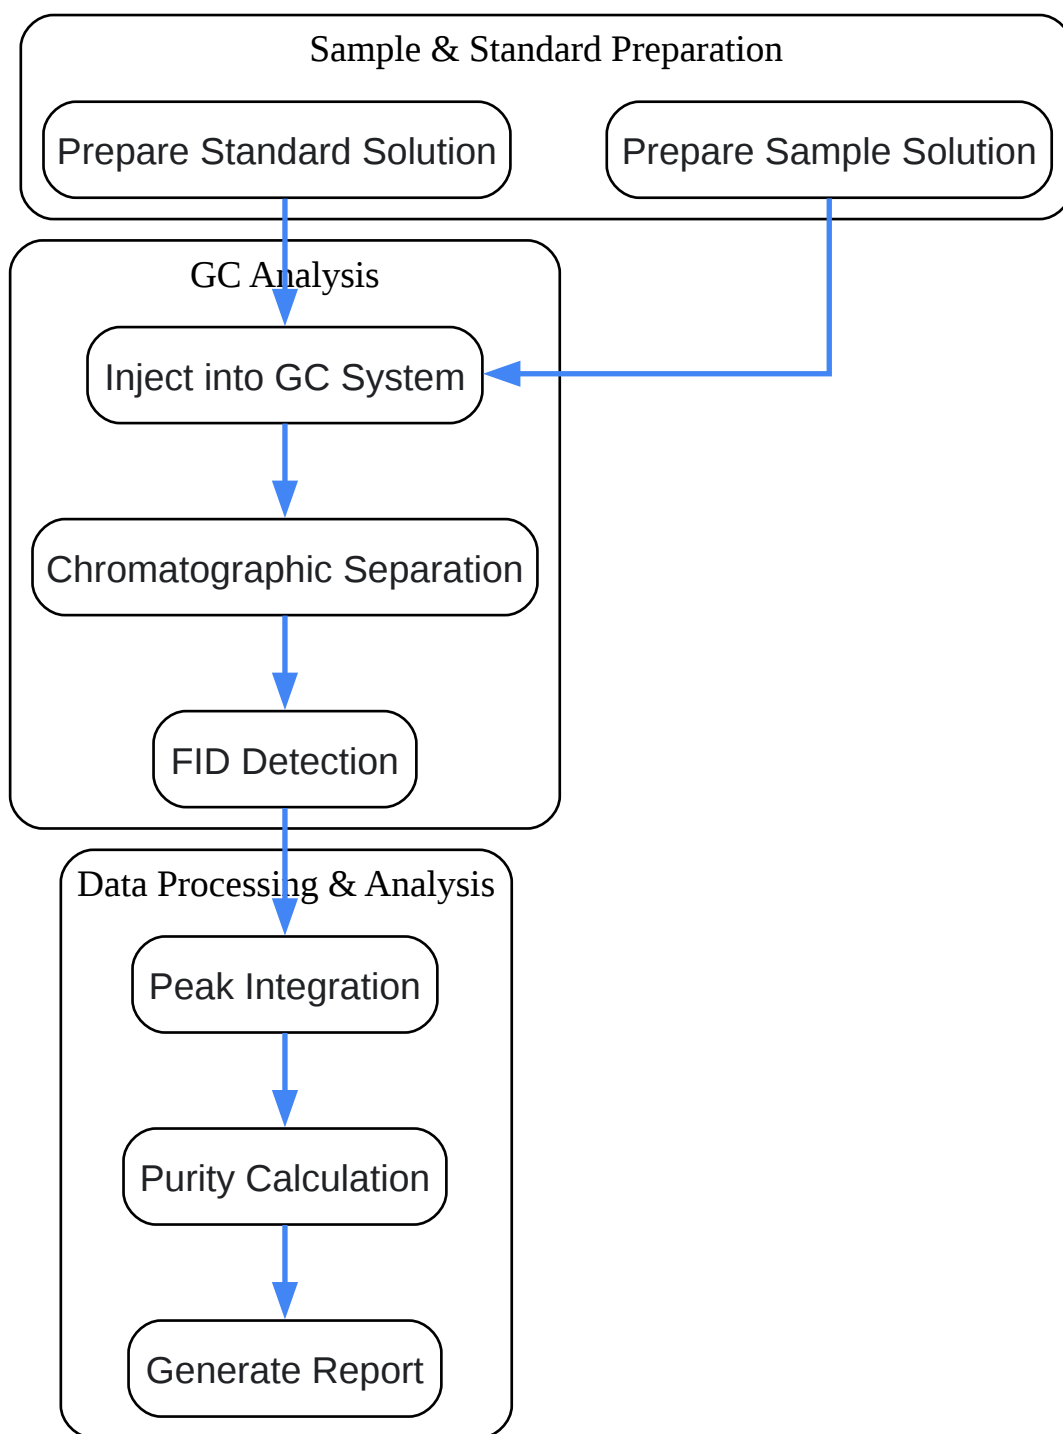 Sample & Standard Preparation
Prepare Standard Solution
Prepare Sample Solution
GC Analysis
Inject into GC System
Chromatographic Separation
FID Detection
Data Processing & Analysis
Peak Integration
Purity Calculation
Generate Report